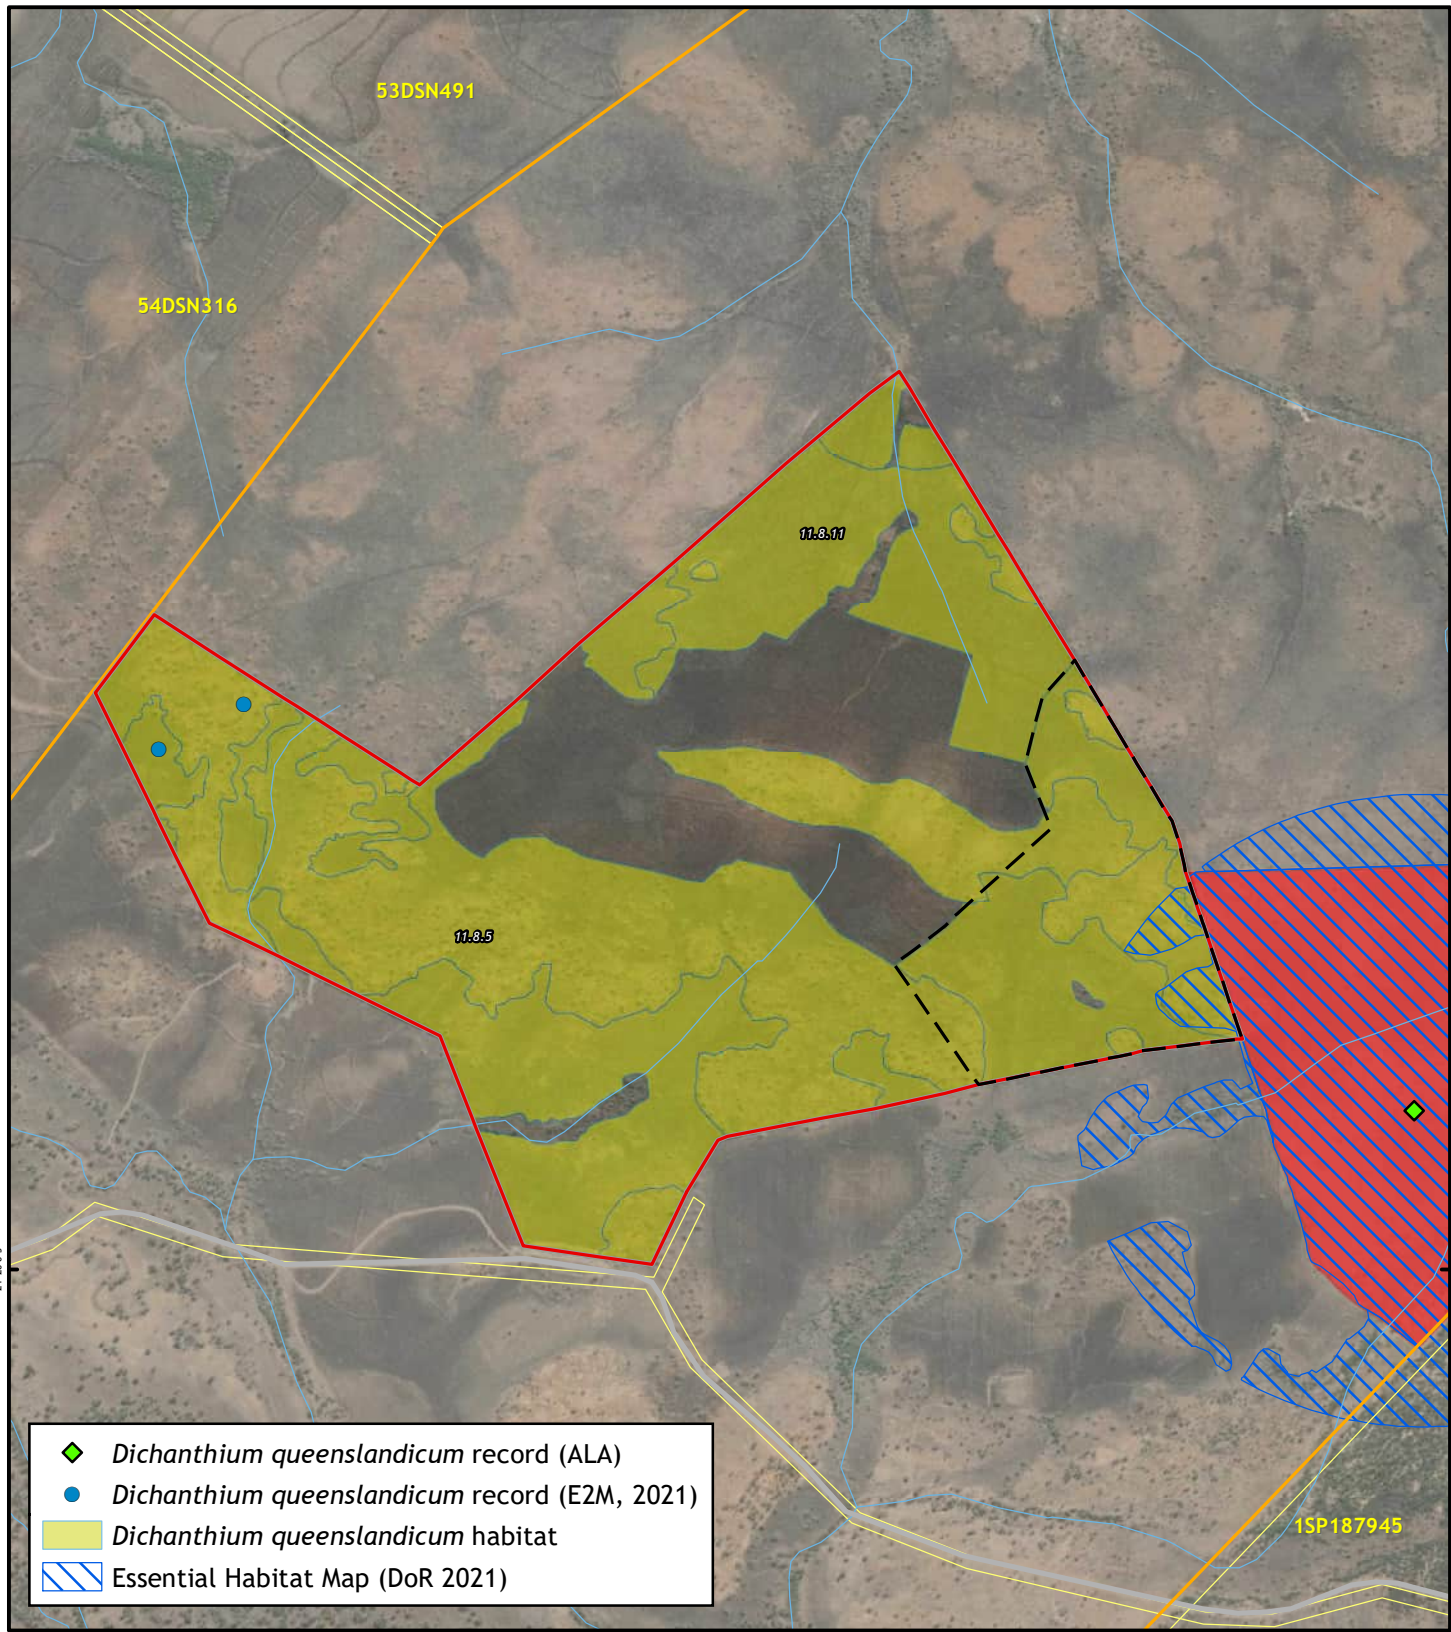 53DSN491
54DSN316
11.8.11
11.8.5
Dichanthium queenslandicum record (ALA)
Dichanthium queenslandicum record (E2M, 2021)
Dichanthium queenslandicum habitat
Essential Habitat Map (DoR 2021)
1SP187945